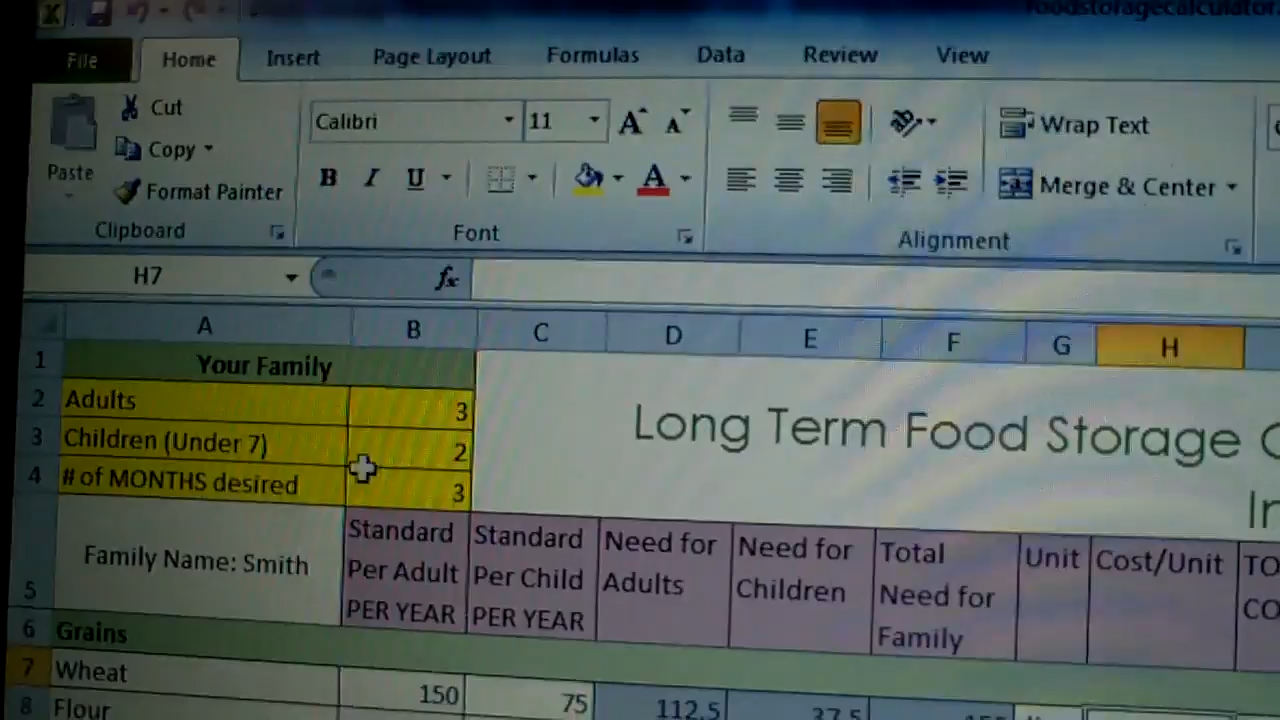 foodstoragecalculator
File Home Insert Page Layout Formulas Data Review View
Cut
Calibri 11 A A Wrap Text
Copy
Paste
B I U A Merge & Center
Format Painter
Clipboard Font Alignment
H7 fx
A B C D E F G H
1 Your Family
2 Adults 3
3 Children (Under 7) 2
4 # of MONTHS desired 3
Long Term Food Storage
5 Family Name: Smith
Standard Per Adult PER YEAR
Standard Per Child PER YEAR
Need for Adults
Need for Children
Total Need for Family
Unit
Cost/Unit
TO
CO
6 Grains
7 Wheat 150 75 112.5 37.5
8 Flour